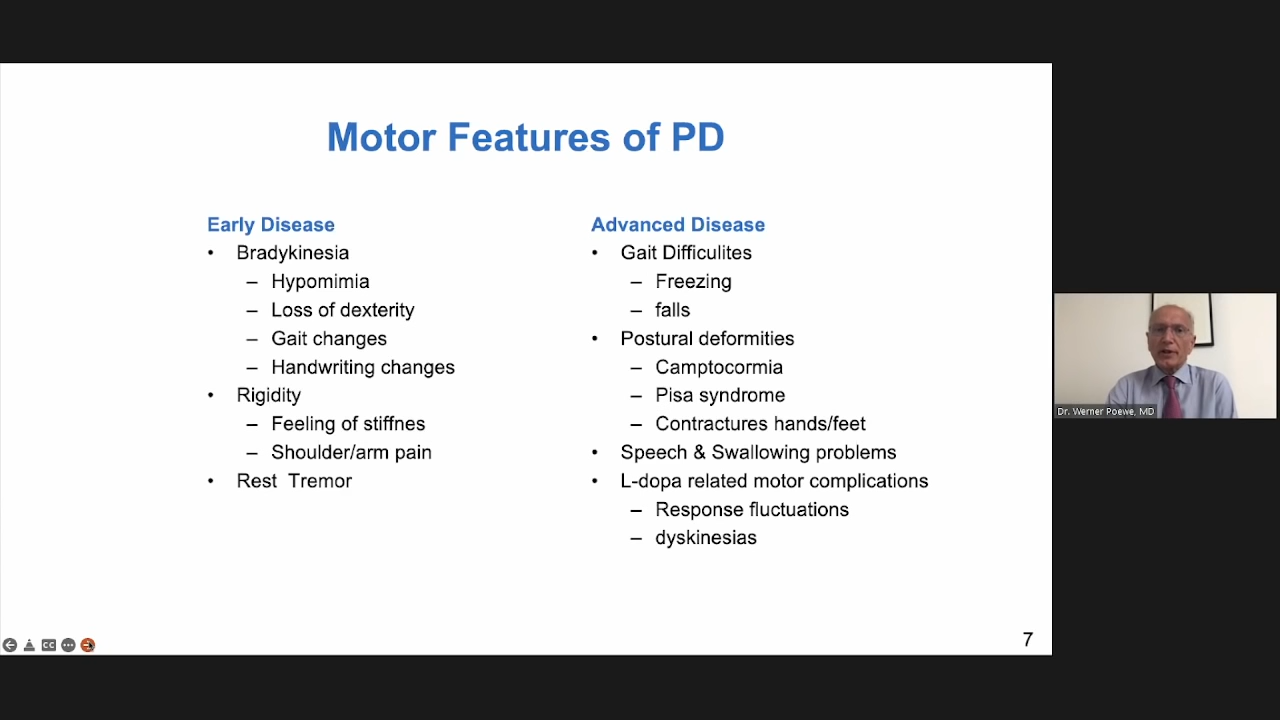 Motor Features of PD
Early Disease
• Bradykinesia
– Hypomimia
– Loss of dexterity
– Gait changes
– Handwriting changes
• Rigidity
– Feeling of stiffnes
– Shoulder/arm pain
• Rest Tremor
Advanced Disease
• Gait Difficulites
– Freezing
– falls
• Postural deformities
– Camptocormia
– Pisa syndrome
– Contractures hands/feet
• Speech & Swallowing problems
• L-dopa related motor complications
– Response fluctuations
– dyskinesias
7
CC
Dr. Werner Poewe, MD